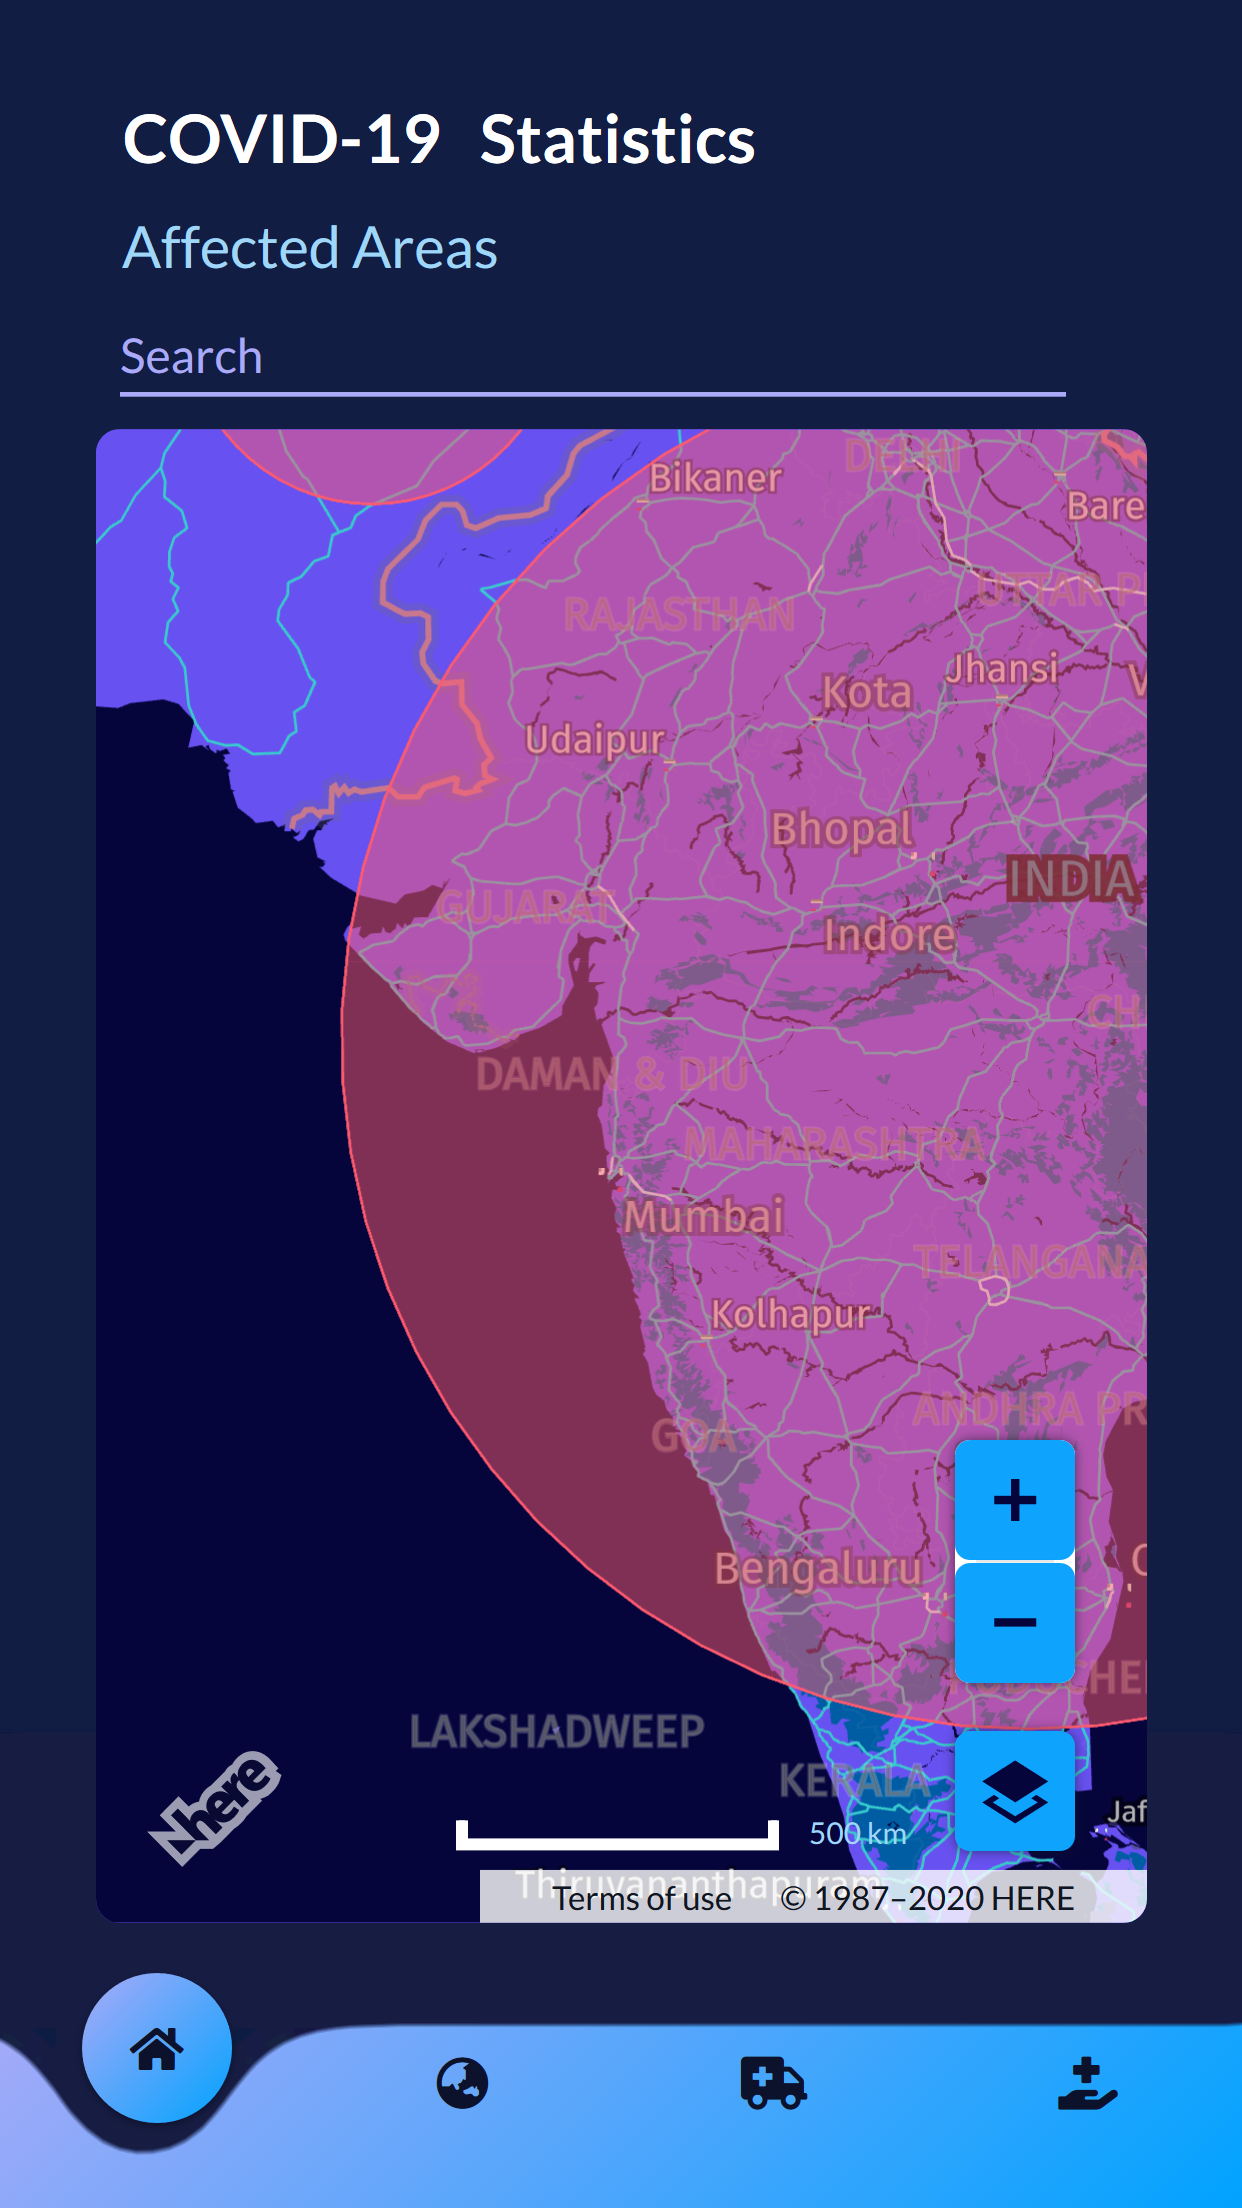 COVID-19 Statistics
Affected Areas
Search
DELHI
Bikaner
Bare
UTTAR P
RAJASTHAN
Jhansi
Kota
V
Udaipur
Bhopal
INDIA
GUJARAT
Indore
CH
DAMAN & DIU
MAHARASHTRA
Mumbai
TELANGANA
Kolhapur
ANDHRA PR
GOA
+
C
Bengaluru
−
CHE
LAKSHADWEEP
KERALA
here
Jaf
500 km
Thiruvananthapuram
Terms of use © 1987–2020 HERE